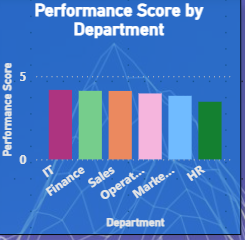 Performance Score by
Department
Performance Score
5
0
IT
Finance
Sales
Operat...
Marke...
HR
Department